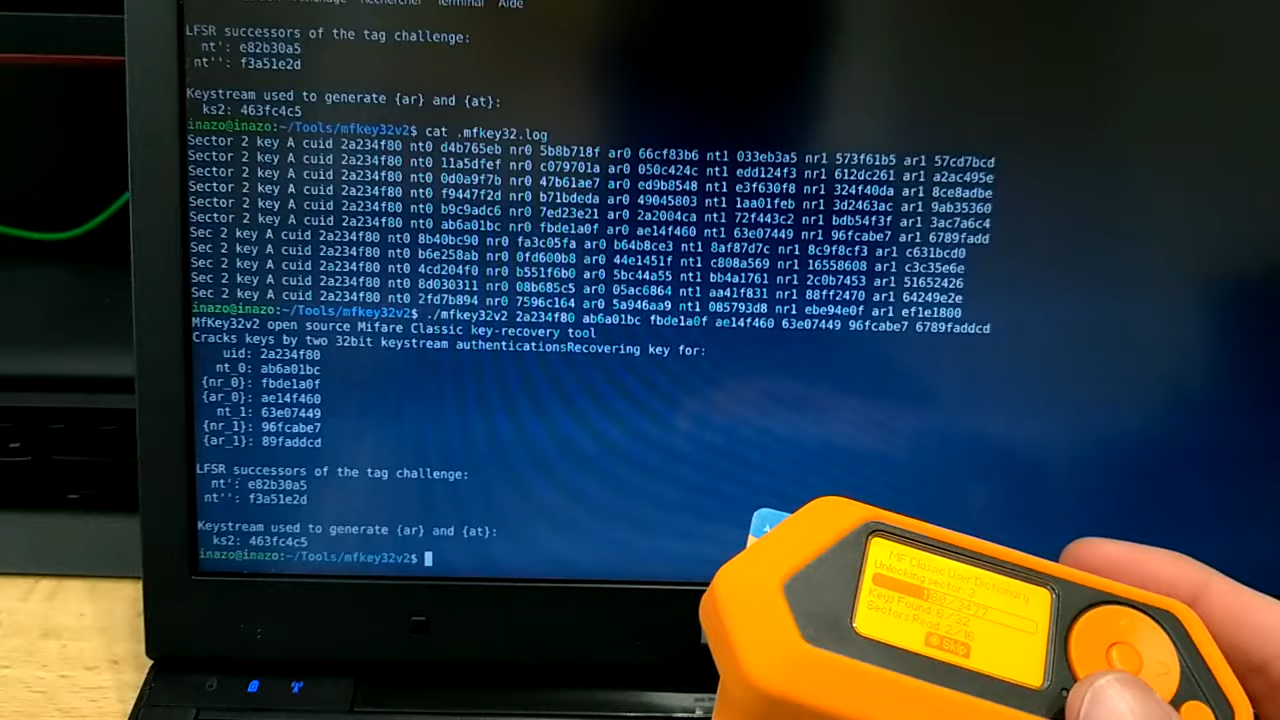 Rechercher Terminal Aide
LFSR successors of the tag challenge:
nt': e82b30a5
nt'': f3a51e2d
Keystream used to generate {ar} and {at}:
ks2: 463fc4c5
inazo@inazo:~/Tools/mfkey32v2$ cat .mfkey32.log
Sector 2 key A cuid 2a234f80 nt0 d4b765eb nr0 5b8b718f ar0 66cf83b6 nt1 033eb3a5 nr1 573f61b5 ar1 57cd7bcd
Sector 2 key A cuid 2a234f80 nt0 11a5dfef nr0 c079701a ar0 050c424c nt1 edd124f3 nr1 612dc261 ar1 a2ac495e
Sector 2 key A cuid 2a234f80 nt0 0d0a9f7b nr0 47b61ae7 ar0 ed9b8548 nt1 e3f630f8 nr1 324f40da ar1 8ce8adbe
Sector 2 key A cuid 2a234f80 nt0 f9447f2d nr0 b71bdeda ar0 49045803 nt1 1aa01feb nr1 3d2463ac ar1 9ab35360
Sector 2 key A cuid 2a234f80 nt0 b9c9adc6 nr0 7ed23e21 ar0 2a2004ca nt1 72f443c2 nr1 bdb54f3f ar1 3ac7a6c4
Sector 2 key A cuid 2a234f80 nt0 ab6a01bc nr0 fbde1a0f ar0 ae14f460 nt1 63e07449 nr1 96fcabe7 ar1 6789fadd
Sec 2 key A cuid 2a234f80 nt0 8b40bc90 nr0 fa3c05fa ar0 b64b8ce3 nt1 8af87d7c nr1 8c9f8cf3 ar1 c631bcd0
Sec 2 key A cuid 2a234f80 nt0 b6e258ab nr0 0fd600b8 ar0 44e1451f nt1 c808a569 nr1 16558608 ar1 c3c35e6e
Sec 2 key A cuid 2a234f80 nt0 4cd204f0 nr0 b551f6b0 ar0 5bc44a55 nt1 bb4a1761 nr1 2c0b7453 ar1 51652426
Sec 2 key A cuid 2a234f80 nt0 8d030311 nr0 08b685c5 ar0 05ac6864 nt1 aa41f831 nr1 88ff2470 ar1 64249e2e
Sec 2 key A cuid 2a234f80 nt0 2fd7b894 nr0 7596c164 ar0 5a946aa9 nt1 085793d8 nr1 ebe94e0f ar1 ef1e1800
inazo@inazo:~/Tools/mfkey32v2$ ./mfkey32v2 2a234f80 ab6a01bc fbde1a0f ae14f460 63e07449 96fcabe7 6789faddcd
MfKey32v2 open source Mifare Classic key-recovery tool
Cracks keys by two 32bit keystream authenticationsRecovering key for:
uid: 2a234f80
nt_0: ab6a01bc
{nr_0}: fbde1a0f
{ar_0}: ae14f460
nt_1: 63e07449
{nr_1}: 96fcabe7
{ar_1}: 89faddcd
LFSR successors of the tag challenge:
nt': e82b30a5
nt'': f3a51e2d
Keystream used to generate {ar} and {at}:
ks2: 463fc4c5
inazo@inazo:~/Tools/mfkey32v2$
MF Classic User Dictionary
Unlocking sector: 3
Keys Found: 6/32
Sectors Read: 2/16
Skip